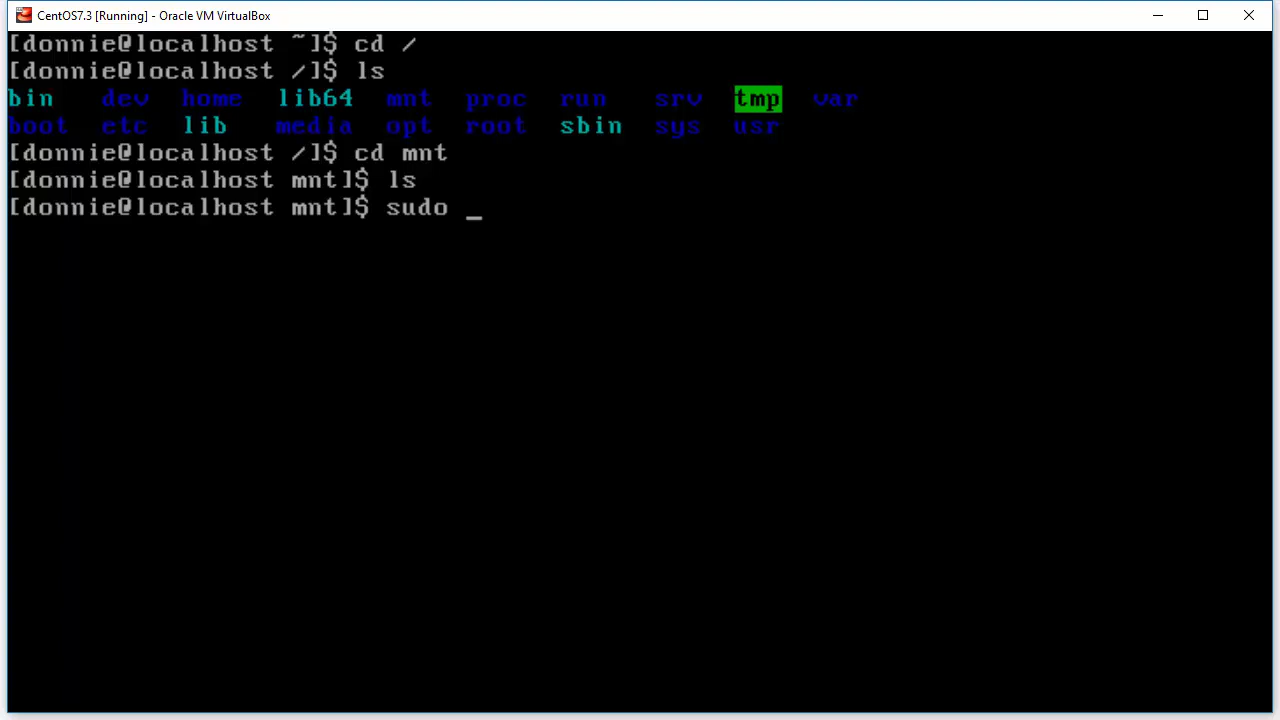 CentOS7.3 [Running] - Oracle VM VirtualBox
[donnie@localhost ~]$ cd /
[donnie@localhost /]$ ls
bin dev home lib64 mnt proc run srv tmp var
boot etc lib media opt root sbin sys usr
[donnie@localhost /]$ cd mnt
[donnie@localhost mnt]$ ls
[donnie@localhost mnt]$ sudo _